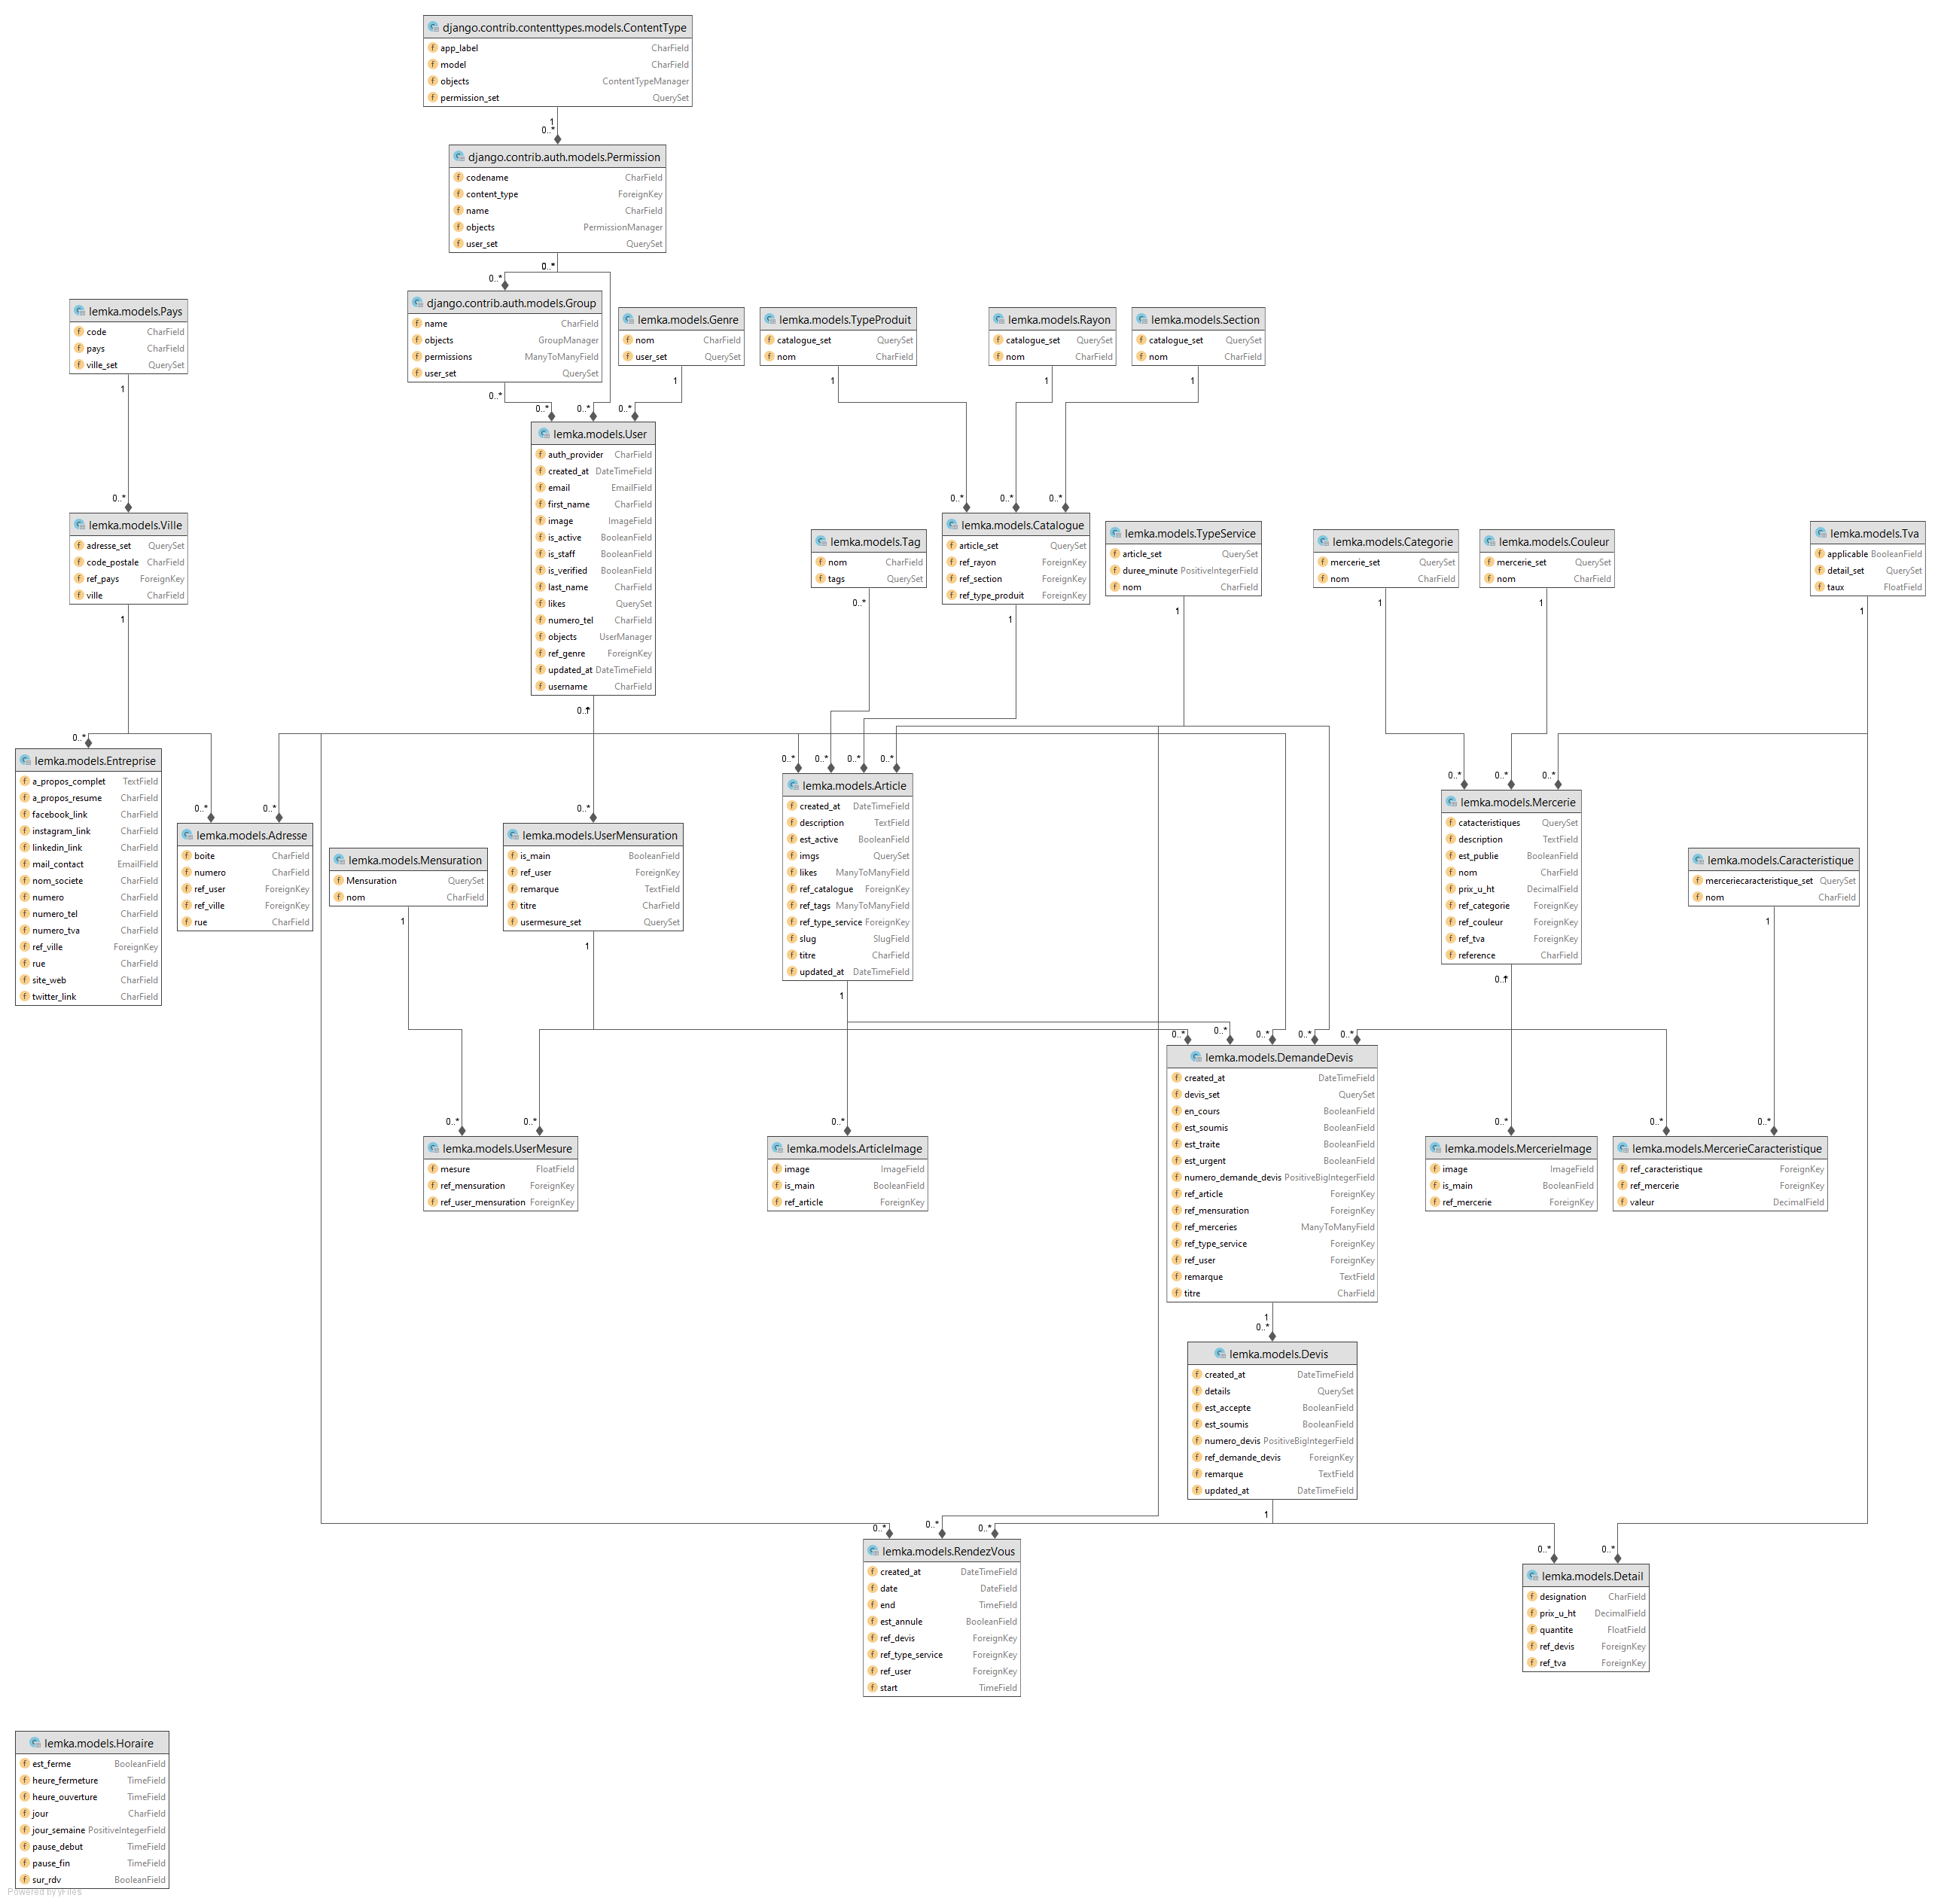 django.contrib.contenttypes.models.ContentType
app_label CharField
model CharField
objects ContentTypeManager
permission_set QuerySet
1
0..*
django.contrib.auth.models.Permission
codename CharField
content_type ForeignKey
name CharField
objects PermissionManager
user_set QuerySet
0..*
0..*
django.contrib.auth.models.Group
name CharField
objects GroupManager
permissions ManyToManyField
user_set QuerySet
0..*
lemka.models.Genre
nom CharField
user_set QuerySet
1
lemka.models.TypeProduit
catalogue_set QuerySet
nom CharField
1
lemka.models.Rayon
catalogue_set QuerySet
nom CharField
1
lemka.models.Section
catalogue_set QuerySet
nom CharField
1
lemka.models.Pays
code CharField
pays CharField
ville_set QuerySet
1
0..*
0..* 0..* 0..*
lemka.models.User
auth_provider CharField
created_at DateTimeField
email EmailField
first_name CharField
image ImageField
is_active BooleanField
is_staff BooleanField
is_verified BooleanField
last_name CharField
likes QuerySet
numero_tel CharField
objects UserManager
ref_genre ForeignKey
updated_at DateTimeField
username CharField
lemka.models.Ville
adresse_set QuerySet
code_postale CharField
ref_pays ForeignKey
ville CharField
1
lemka.models.Tag
nom CharField
tags QuerySet
0..*
0..* 0..* 0..*
lemka.models.Catalogue
article_set QuerySet
ref_rayon ForeignKey
ref_section ForeignKey
ref_type_produit ForeignKey
1
lemka.models.TypeService
article_set QuerySet
duree_minute PositiveIntegerField
nom CharField
1
lemka.models.Categorie
mercerie_set QuerySet
nom CharField
1
lemka.models.Couleur
mercerie_set QuerySet
nom CharField
1
lemka.models.Tva
applicable BooleanField
detail_set QuerySet
taux FloatField
1
0..*
lemka.models.Entreprise
a_propos_complet TextField
a_propos_resume CharField
facebook_link CharField
instagram_link CharField
linkedin_link CharField
mail_contact EmailField
nom_societe CharField
numero CharField
numero_tel CharField
numero_tva CharField
ref_ville ForeignKey
rue CharField
site_web CharField
twitter_link CharField
0..* 0..*
lemka.models.Adresse
boite CharField
numero CharField
ref_user ForeignKey
ref_ville ForeignKey
rue CharField
lemka.models.Mensuration
Mensuration QuerySet
nom CharField
1
0..*
lemka.models.UserMensuration
is_main BooleanField
ref_user ForeignKey
remarque TextField
titre CharField
usermesure_set QuerySet
1
0..* 0..* 0..* 0..*
lemka.models.Article
created_at DateTimeField
description TextField
est_active BooleanField
imgs QuerySet
likes ManyToManyField
ref_catalogue ForeignKey
ref_tags ManyToManyField
ref_type_service ForeignKey
slug SlugField
titre CharField
updated_at DateTimeField
1
0..* 0..* 0..*
lemka.models.Mercerie
catacteristiques QuerySet
description TextField
est_publie BooleanField
nom CharField
prix_u_ht DecimalField
ref_categorie ForeignKey
ref_couleur ForeignKey
ref_tva ForeignKey
reference CharField
lemka.models.Caracteristique
merceriecaracteristique_set QuerySet
nom CharField
1
0..* 0..*
lemka.models.UserMesure
mesure FloatField
ref_mensuration ForeignKey
ref_user_mensuration ForeignKey
0..*
lemka.models.ArticleImage
image ImageField
is_main BooleanField
ref_article ForeignKey
0..* 0..* 0..* 0..* 0..*
lemka.models.DemandeDevis
created_at DateTimeField
devis_set QuerySet
en_cours BooleanField
est_soumis BooleanField
est_traite BooleanField
est_urgent BooleanField
numero_demande_devis PositiveBigIntegerField
ref_article ForeignKey
ref_mensuration ForeignKey
ref_merceries ManyToManyField
ref_type_service ForeignKey
ref_user ForeignKey
remarque TextField
titre CharField
1
0..*
0..*
lemka.models.MercerieImage
image ImageField
is_main BooleanField
ref_mercerie ForeignKey
0..* 0..*
lemka.models.MercerieCaracteristique
ref_caracteristique ForeignKey
ref_mercerie ForeignKey
valeur DecimalField
lemka.models.Devis
created_at DateTimeField
details QuerySet
est_accepte BooleanField
est_soumis BooleanField
numero_devis PositiveBigIntegerField
ref_demande_devis ForeignKey
remarque TextField
updated_at DateTimeField
1
0..* 0..* 0..*
lemka.models.RendezVous
created_at DateTimeField
date DateField
end TimeField
est_annule BooleanField
ref_devis ForeignKey
ref_type_service ForeignKey
ref_user ForeignKey
start TimeField
0..* 0..*
lemka.models.Detail
designation CharField
prix_u_ht DecimalField
quantite FloatField
ref_devis ForeignKey
ref_tva ForeignKey
lemka.models.Horaire
est_ferme BooleanField
heure_fermeture TimeField
heure_ouverture TimeField
jour CharField
jour_semaine PositiveIntegerField
pause_debut TimeField
pause_fin TimeField
sur_rdv BooleanField
Powered by yFiles